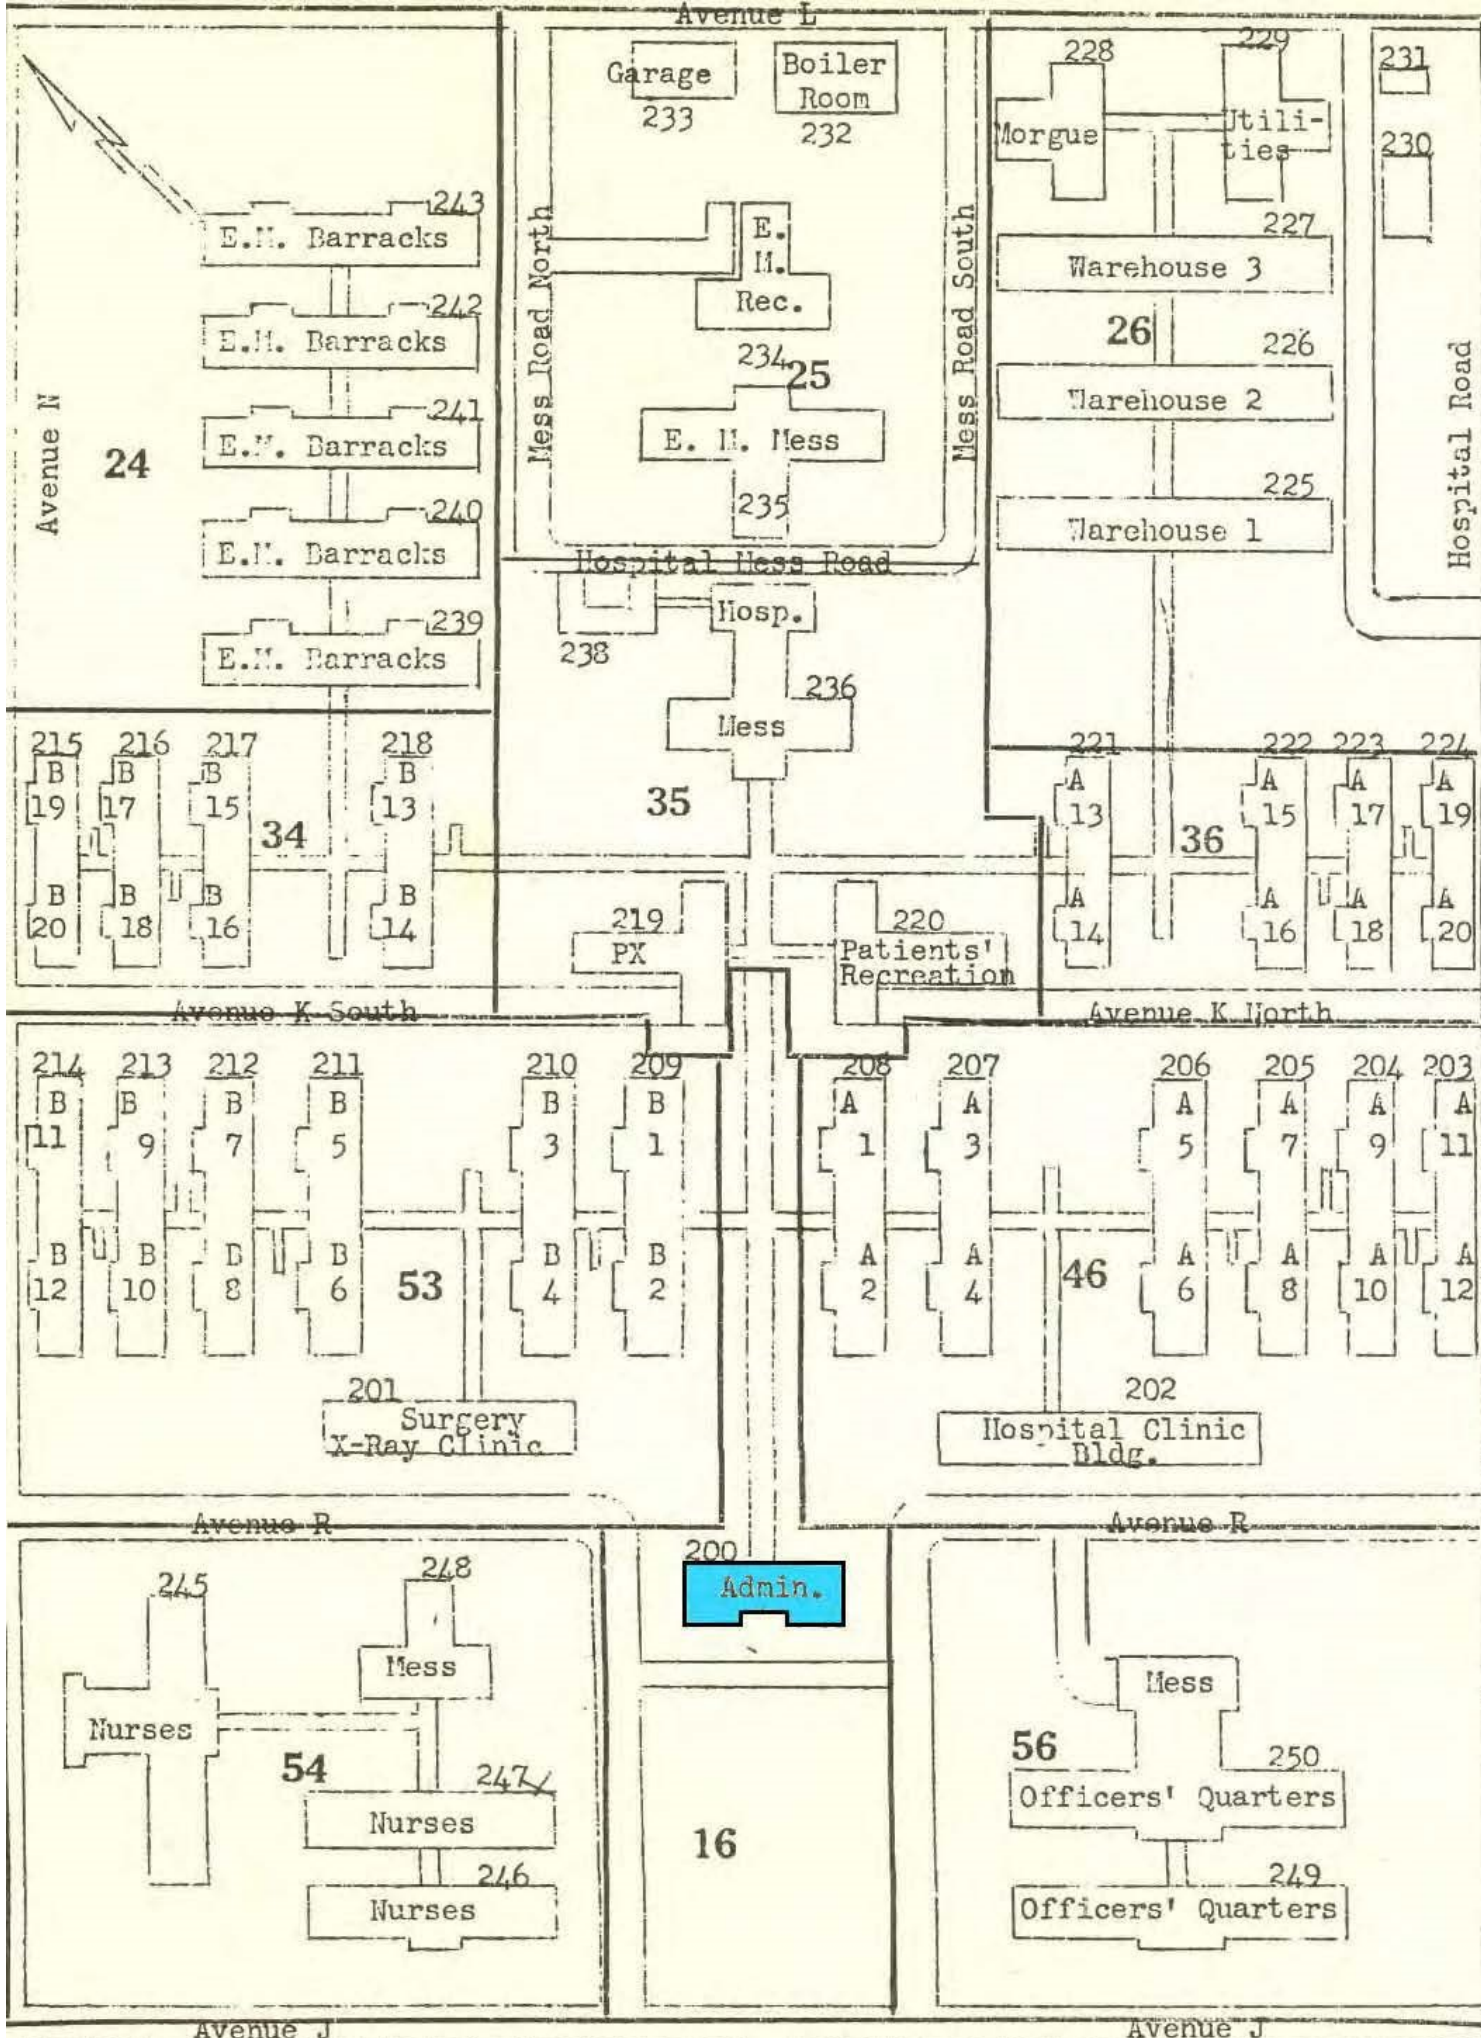 Avenue L
Garage
233
Boiler
Room
232
228
Morgue
229
Utili-
ties
231
230
243
E.M. Barracks
242
E.M. Barracks
241
E.M. Barracks
240
E.M. Barracks
239
E.M. Barracks
Avenue N
24
Mess Road North
E.
M.
Rec.
234
25
E. M. Mess
235
Mess Road South
227
Warehouse 3
26
226
Warehouse 2
225
Warehouse 1
Hospital Road
Hospital Mess Road
238
Hosp.
236
Mess
35
215
B
19
B
20
216
B
17
B
18
217
B
15
B
16
34
218
B
13
B
14
221
A
13
A
14
36
222
A
15
A
16
223
A
17
A
18
224
A
19
A
20
219
PX
220
Patients'
Recreation
Avenue K South
Avenue K North
214
B
11
B
12
213
B
9
B
10
212
B
7
B
8
211
B
5
B
6
53
210
B
3
B
4
209
B
1
B
2
208
A
1
A
2
207
A
3
A
4
46
206
A
5
A
6
205
A
7
A
8
204
A
9
A
10
203
A
11
A
12
201
Surgery
X-Ray Clinic
202
Hospital Clinic
Bldg.
Avenue R
Avenue R
200
Admin.
245
Nurses
248
Mess
54
247
Nurses
246
Nurses
16
Mess
56
250
Officers' Quarters
249
Officers' Quarters
Avenue J
Avenue J